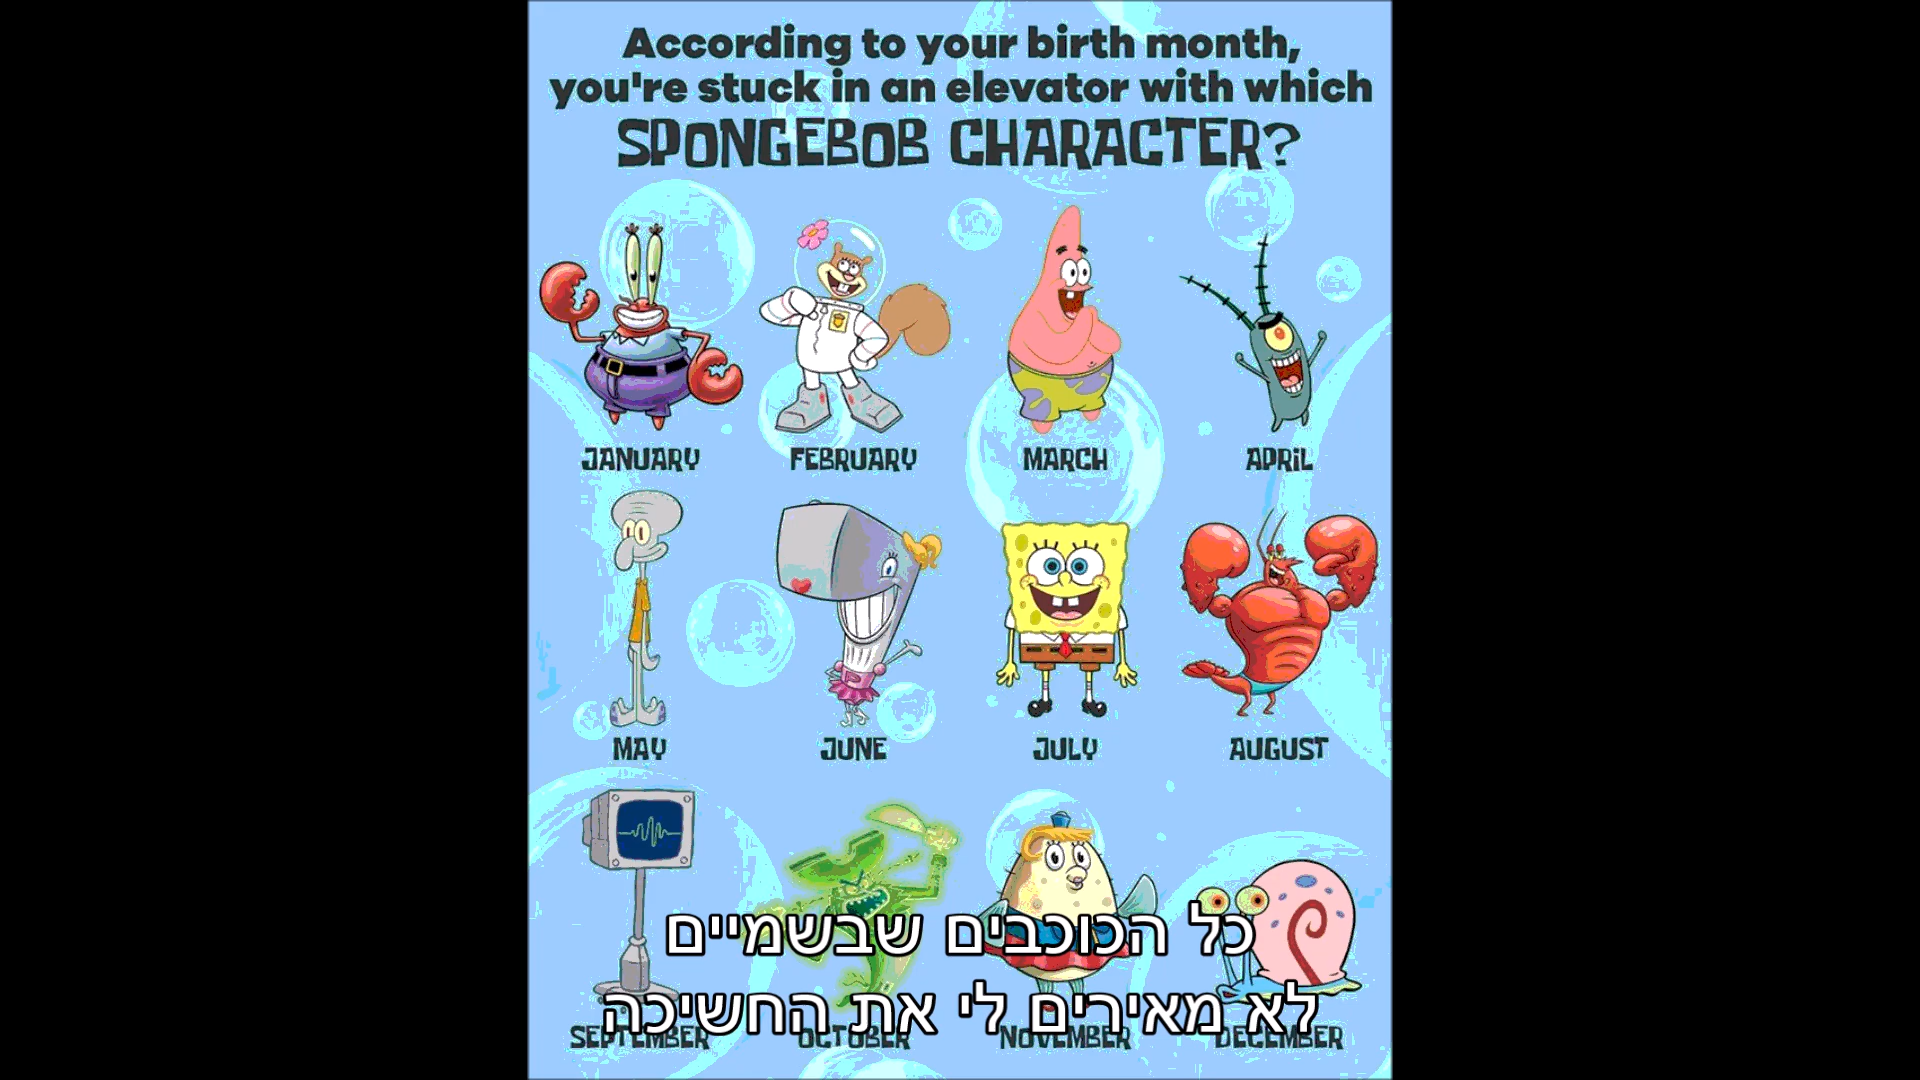 According to your birth month,
you're stuck in an elevator with which
SPONGEBOB CHARACTER?
JANUARY
FEBRUARY
MARCH
APRIL
MAY
JUNE
JULY
AUGUST
SEPTEMBER
OCTOBER
NOVEMBER
DECEMBER
כל הכוכבים שבשמיים
לא מאירים לי את החשיכה